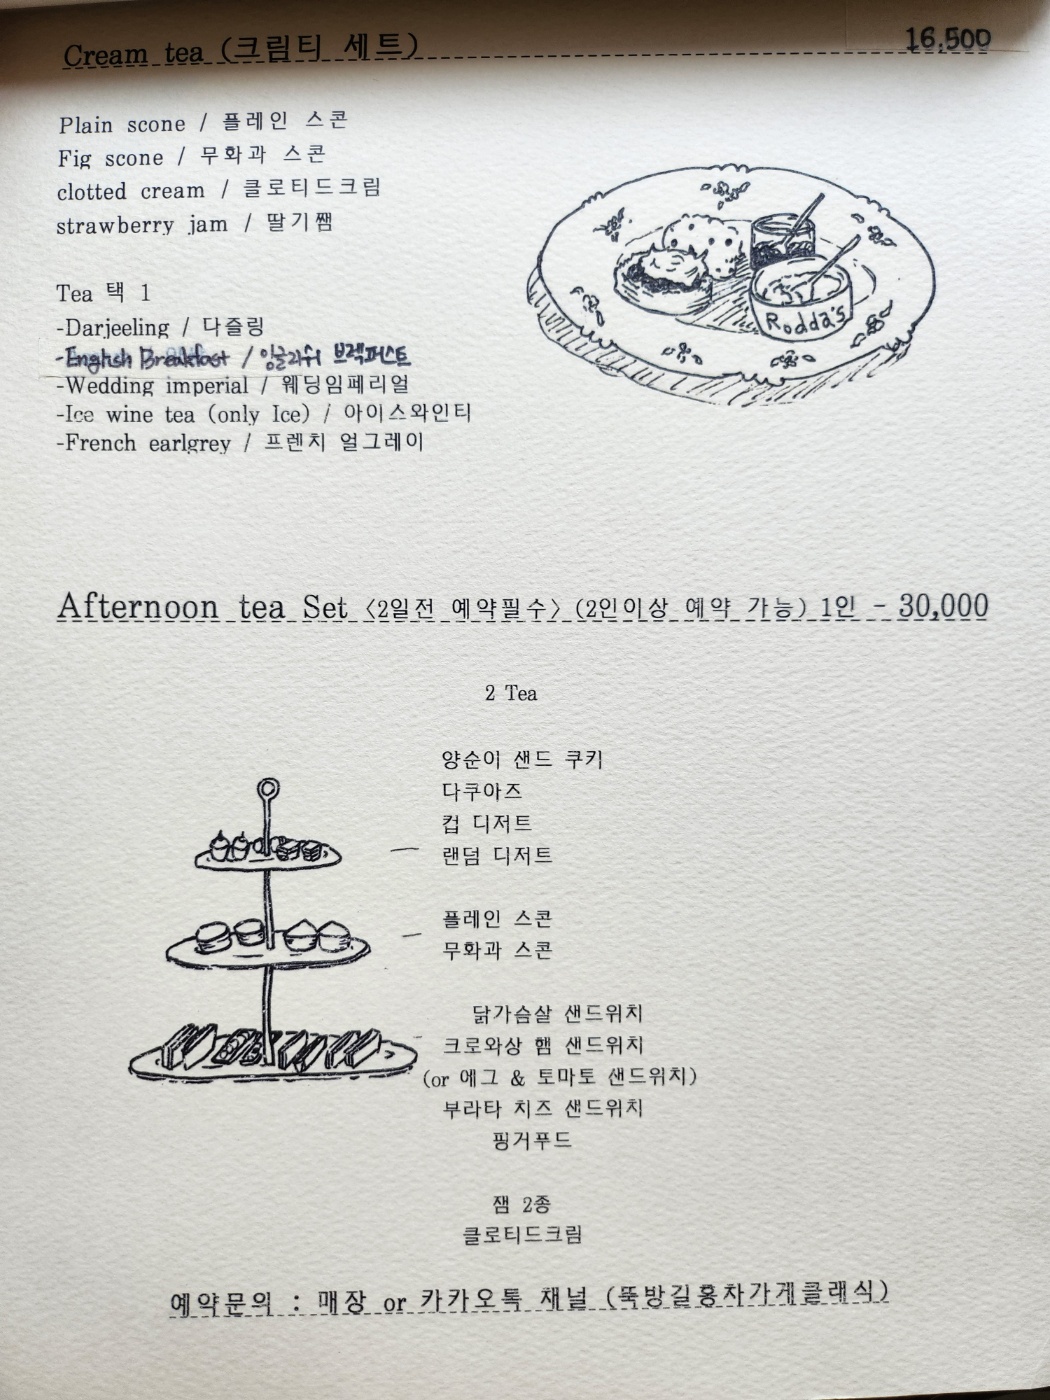 Cream tea (크림티 세트) 16,500
Plain scone / 플레인 스콘
Fig scone / 무화과 스콘
clotted cream / 클로티드크림
strawberry jam / 딸기쨈
Rodda's
Tea 택 1
-Darjeeling / 다즐링
-English Breakfast / 잉글리쉬 브렉퍼스트
-Wedding imperial / 웨딩임페리얼
-Ice wine tea (only Ice) / 아이스와인티
-French earlgrey / 프렌치 얼그레이
Afternoon tea Set <2일전 예약필수> (2인이상 예약 가능) 1인 - 30,000
2 Tea
양순이 샌드 쿠키
다쿠아즈
컵 디저트
랜덤 디저트
플레인 스콘
무화과 스콘
닭가슴살 샌드위치
크로와상 햄 샌드위치
(or 에그 & 토마토 샌드위치)
부라타 치즈 샌드위치
핑거푸드
잼 2종
클로티드크림
예약문의 : 매장 or 카카오톡 채널 (뚝방길홍차가게클래식)